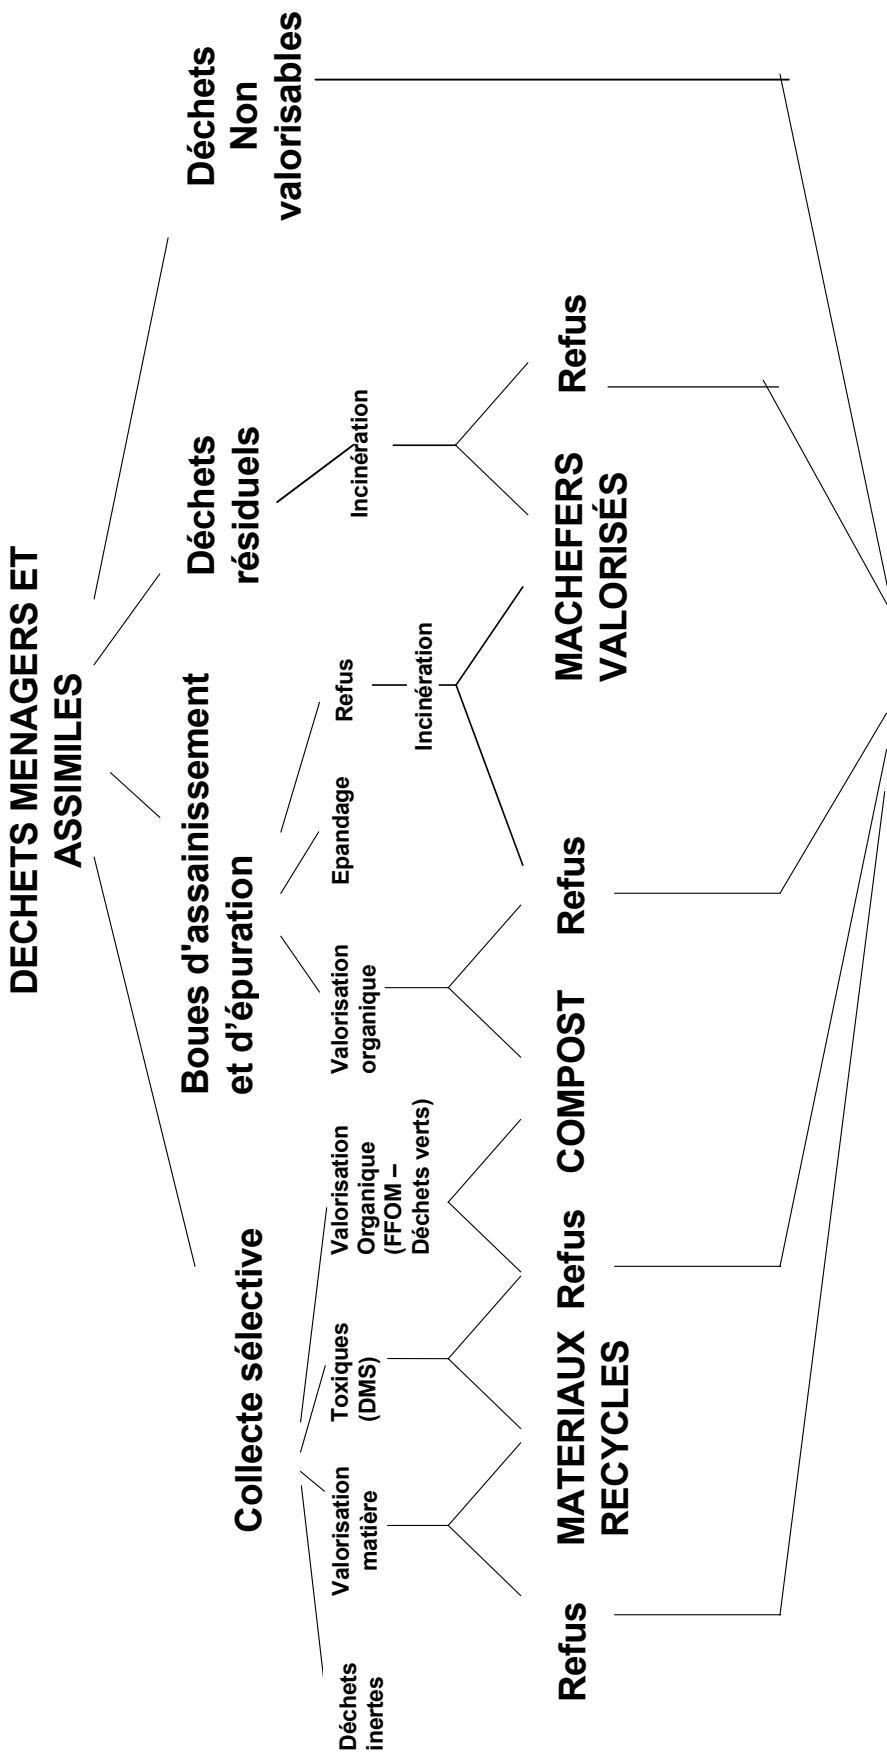 DECHETS MENAGERS ET
ASSIMILES
Collecte sélective
Boues d'assainissement
et d'épuration
Déchets
résiduels
Déchets
Non
valorisables
Déchets
inertes
Valorisation
matière
Toxiques
(DMS)
Valorisation
Organique
(FFOM –
Déchets verts)
Valorisation
organique
Epandage
Refus
Incinération
Incinération
Refus
MATERIAUX
RECYCLES
Refus
COMPOST
Refus
MACHEFERS
VALORISÉS
Refus